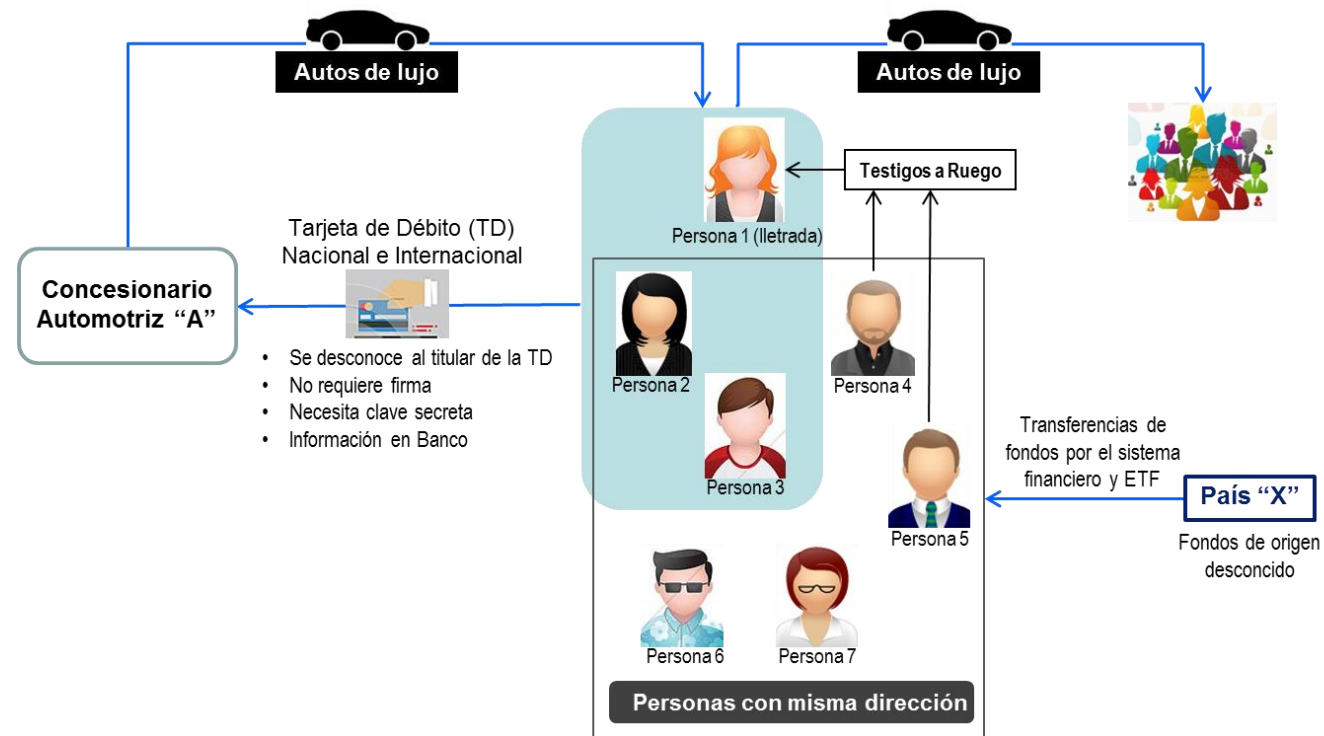 Autos de lujo
Autos de lujo
Testigos a Ruego
Persona 1 (Iletrada)
Tarjeta de Débito (TD)
Nacional e Internacional
Concesionario
Automotriz “A”
• Se desconoce al titular de la TD
• No requiere firma
• Necesita clave secreta
• Información en Banco
Persona 2
Persona 4
Persona 3
Persona 5
Transferencias de
fondos por el sistema
financiero y ETF
País “X”
Fondos de origen
desconcido
Persona 6
Persona 7
Personas con misma dirección